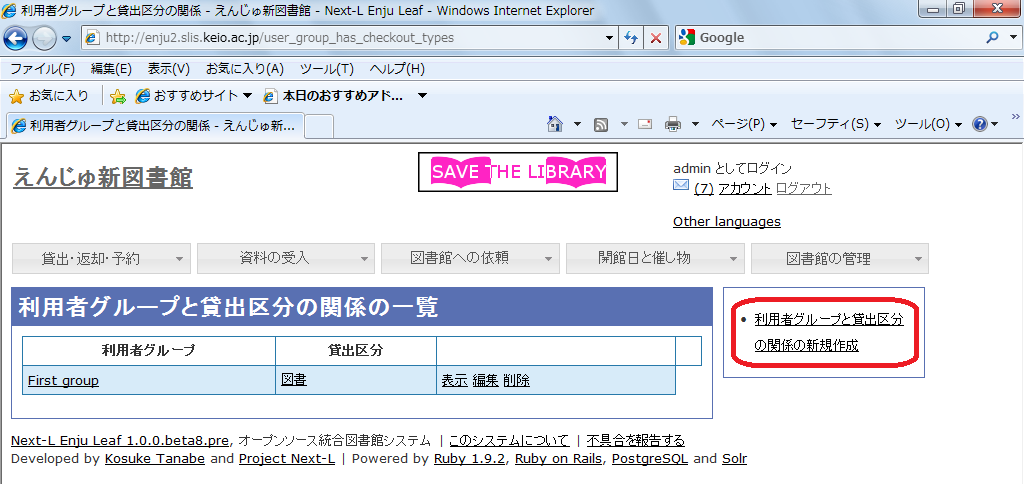 利用者グループと貸出区分の関係 - えんじゅ新図書館 - Next-L Enju Leaf - Windows Internet Explorer
http://enju2.slis.keio.ac.jp/user_group_has_checkout_types
Google
ファイル(F) 編集(E) 表示(V) お気に入り(A) ツール(T) ヘルプ(H)
お気に入り おすすめサイト 本日のおすすめアド...
利用者グループと貸出区分の関係 - えんじゅ新...
ページ(P) セーフティ(S) ツール(O)
えんじゅ新図書館
SAVE THE LIBRARY
admin としてログイン
(7) アカウント ログアウト
Other languages
貸出・返却・予約 資料の受入 図書館への依頼 開館日と催し物 図書館の管理
利用者グループと貸出区分の関係の一覧
利用者グループ 貸出区分
First group 図書 表示 編集 削除
• 利用者グループと貸出区分
の関係の新規作成
Next-L Enju Leaf 1.0.0.beta8.pre, オープンソース統合図書館システム | このシステムについて | 不具合を報告する
Developed by Kosuke Tanabe and Project Next-L | Powered by Ruby 1.9.2, Ruby on Rails, PostgreSQL and Solr